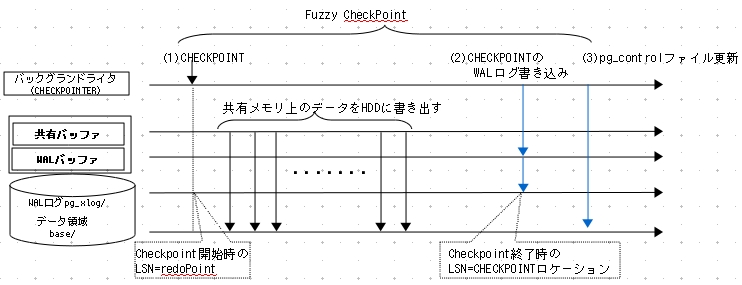 Fuzzy CheckPoint
(1)CHECKPOINT
(2)CHECKPOINTの
WALログ書き込み
(3)pg_controlファイル更新
バックグランドライタ
(CHECKPOINTER)
共有メモリ上のデータをHDDに書き出す
共有バッファ
WALバッファ
WALログpg_xlog/
データ領域
base/
Checkpoint開始時の
LSN=redoPoint
Checkpoint終了時の
LSN=CHECKPOINTロケーション